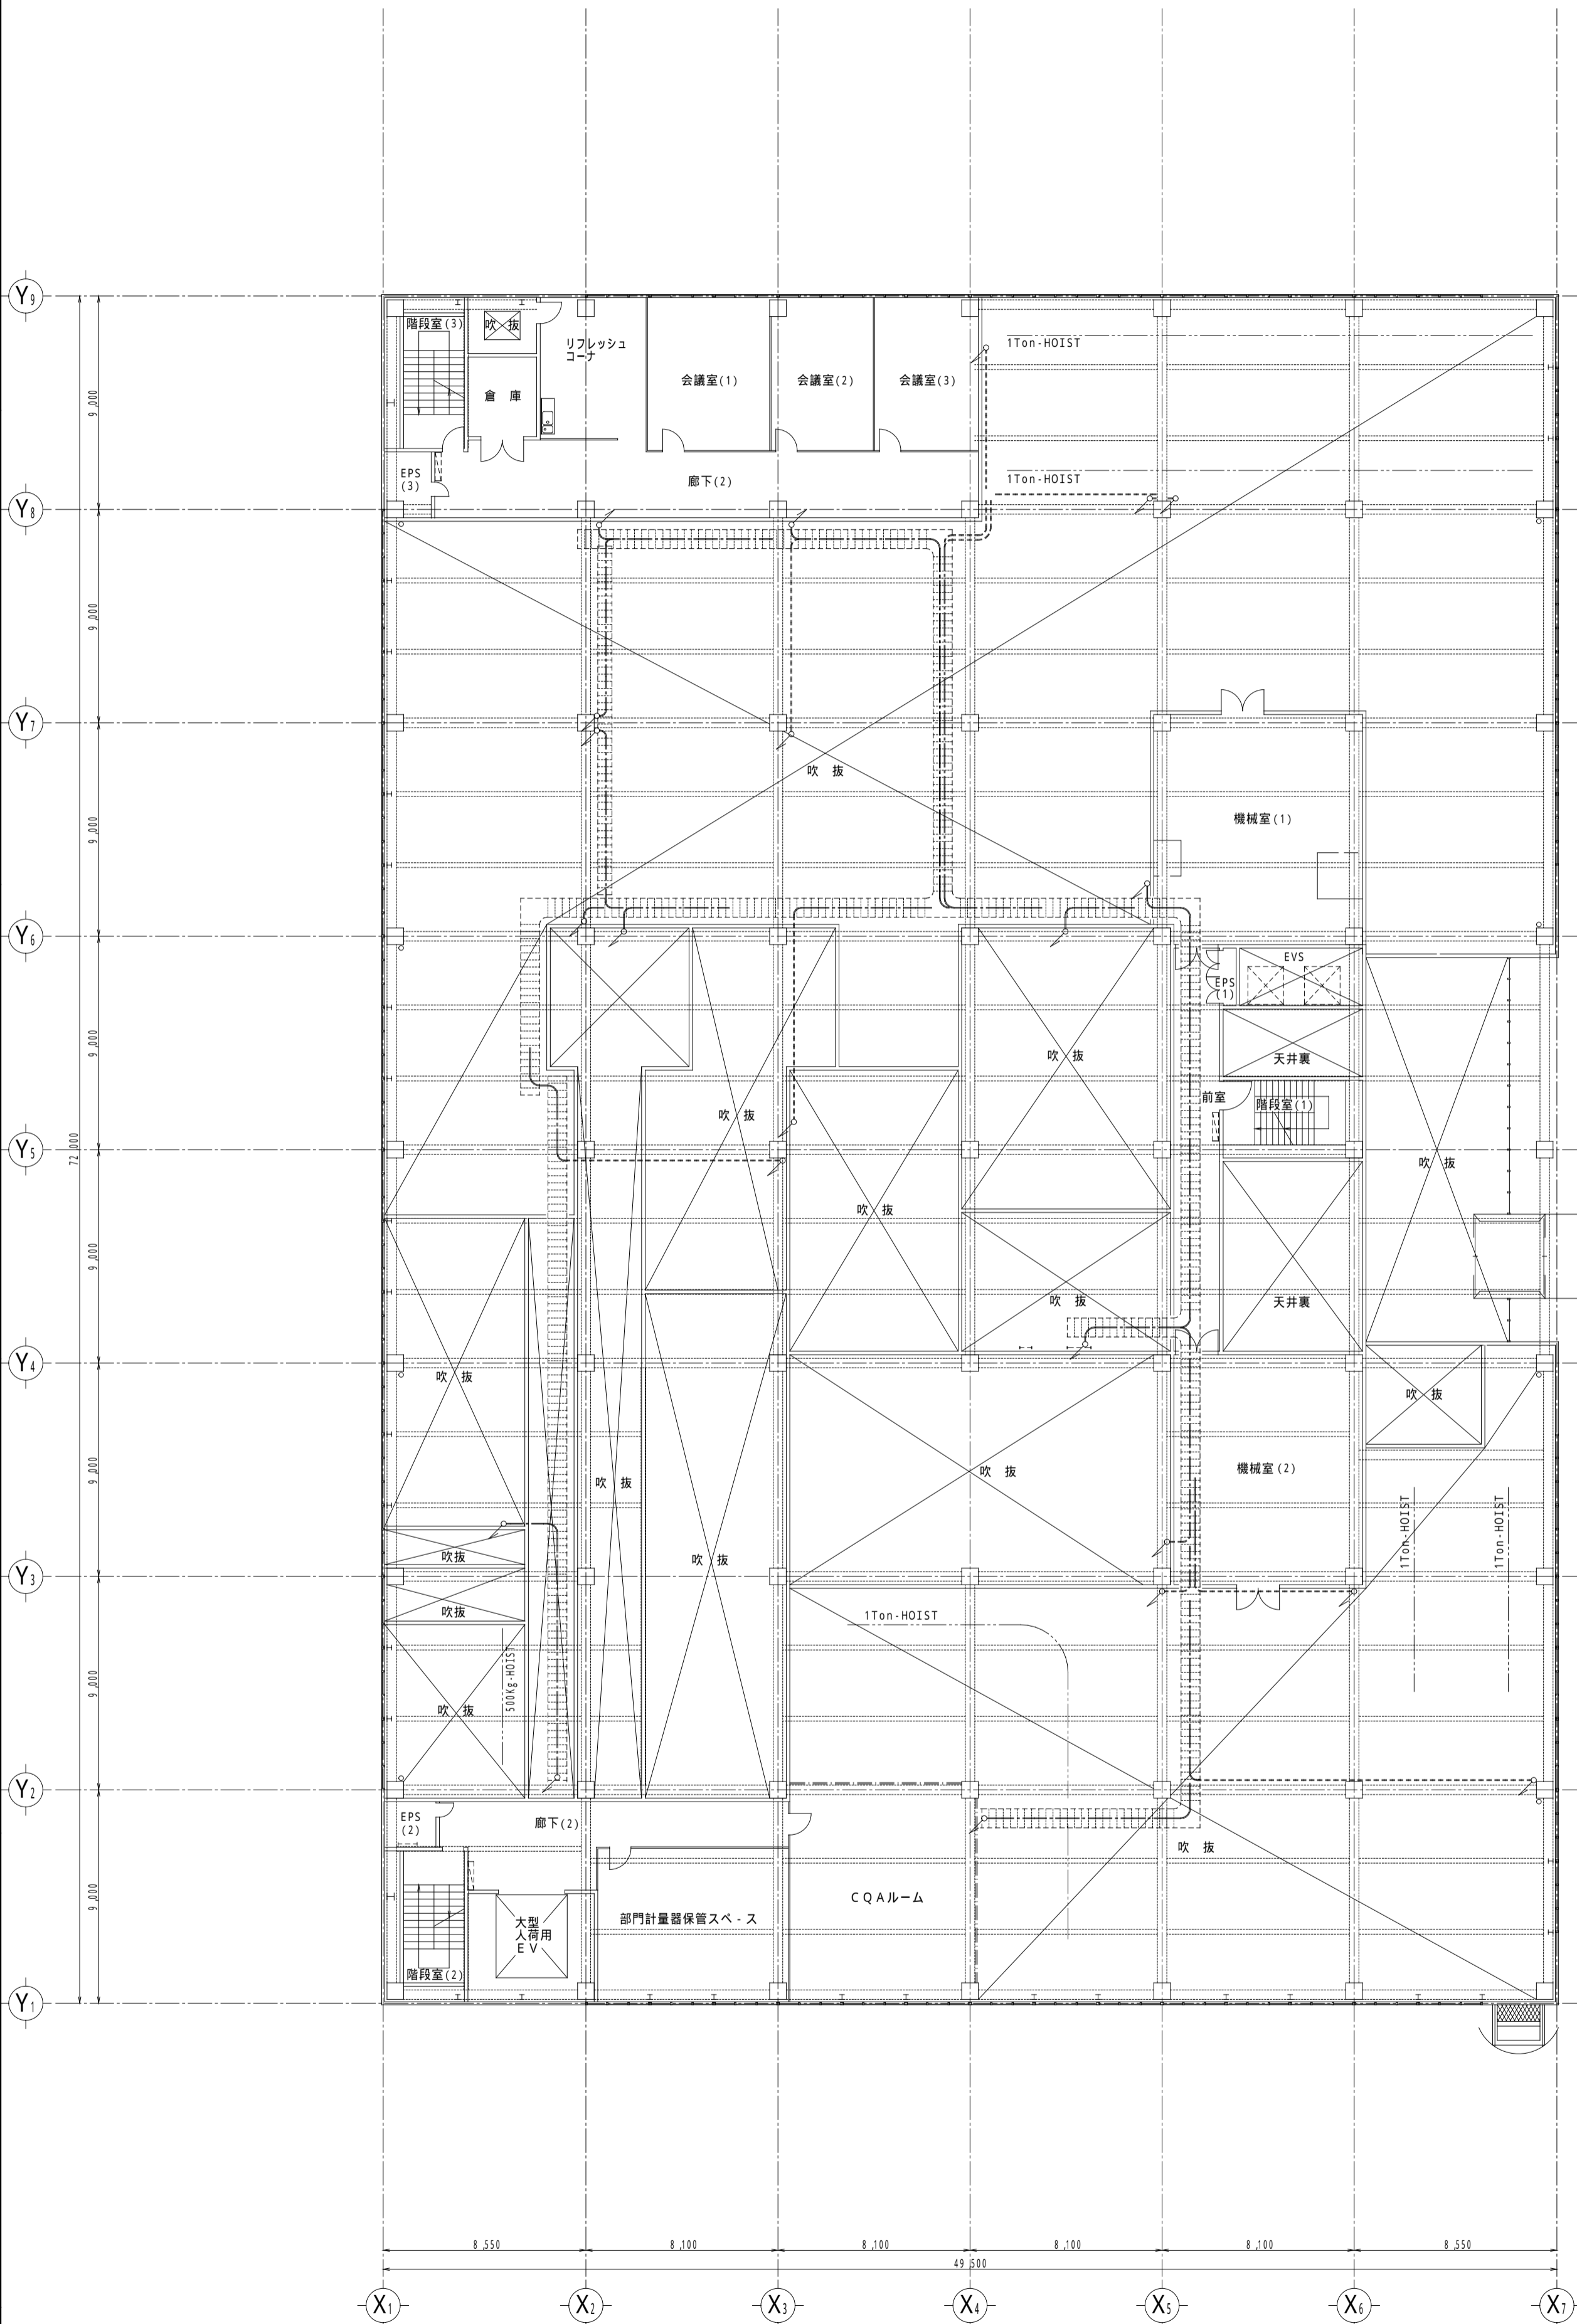 Y9
階段室(3)
吹 抜
リフレッシュ
コーナ
1Ton-HOIST
会議室(1)
会議室(2)
会議室(3)
倉 庫
9,000
EPS
(3)
廊下(2)
1Ton-HOIST
Y8
9,000
Y7
吹 抜
機械室(1)
9,000
Y6
EVS
EPS
(1)
9,000
吹 抜
天井裏
前室
階段室(1)
吹 抜
Y5
72,000
吹 抜
吹 抜
9,000
吹 抜
天井裏
Y4
吹 抜
吹 抜
機械室(2)
吹 抜
吹 抜
9,000
1Ton-HOIST
1Ton-HOIST
吹抜
吹 抜
Y3
吹抜
1Ton-HOIST
500Kg-HOIST
9,000
吹 抜
Y2
EPS
(2)
廊下(2)
吹 抜
9,000
CQAルーム
大型
人荷用
EV
部門計量器保管スペ-ス
階段室(2)
Y1
8,550
8,100
8,100
8,100
8,100
8,550
49,500
X1
X2
X3
X4
X5
X6
X7